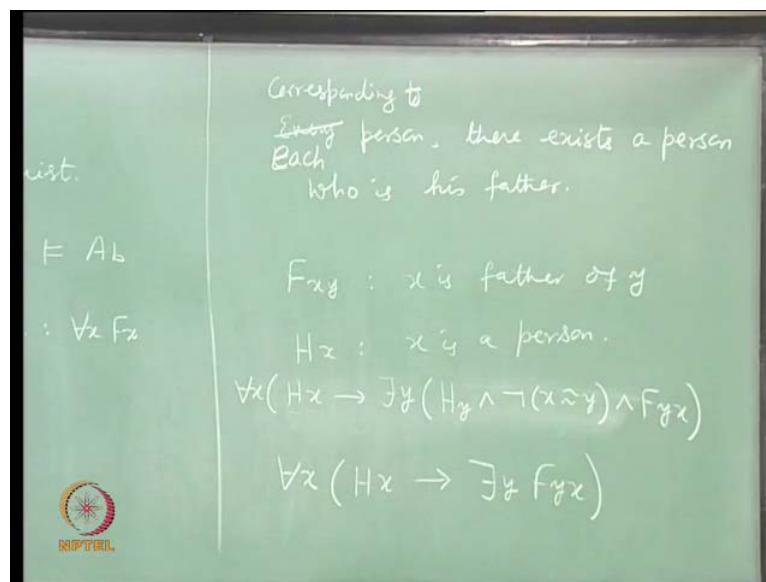 ist.
⊨ Ab
: ∀x Fx
Corresponding to
Every person, there exists a person
Each
who is his father.
Fxy : x is father of y
Hx : x is a person.
∀x(Hx → ∃y(Hy ∧ ¬(x≈y) ∧ Fyx)
∀x(Hx → ∃y Fyx)
NPTEL